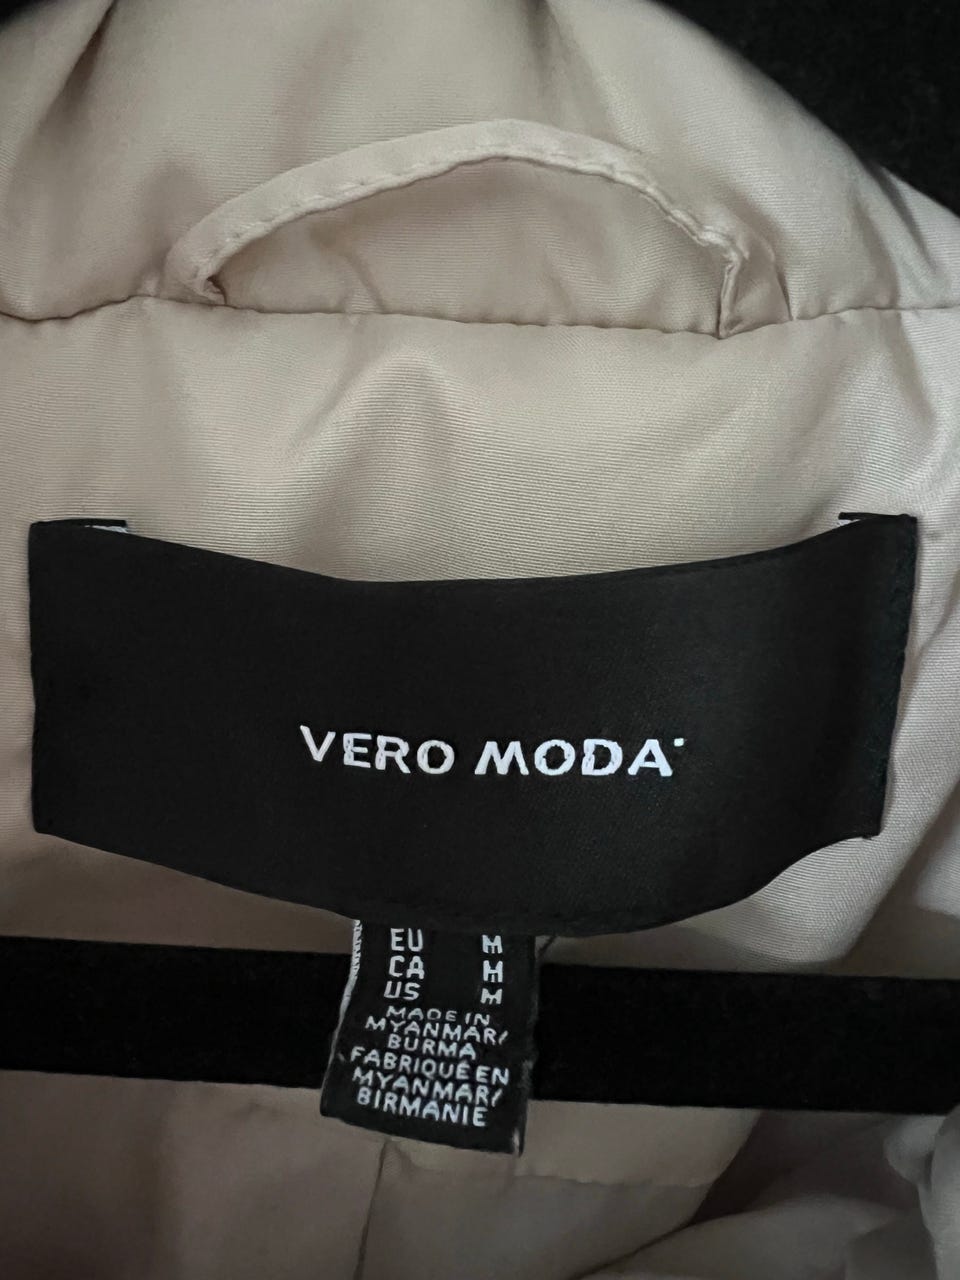 VERO MODA
EU M
CA M
US M
MADE IN
MYANMAR/
BURMA
FABRIQUÉ EN
MYANMAR/
BIRMANIE